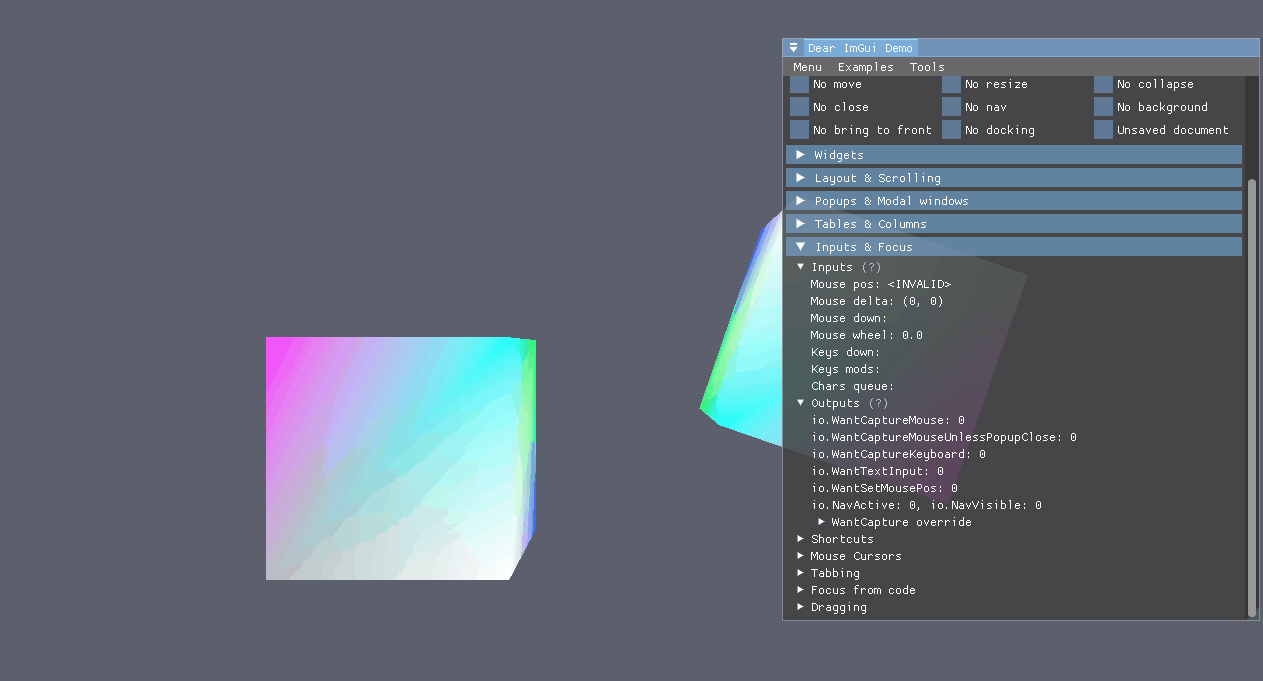 Dear ImGui Demo
Menu Examples Tools
No move No resize No collapse
No close No nav No background
No bring to front No docking Unsaved document
Widgets
Layout & Scrolling
Popups & Modal windows
Tables & Columns
Inputs & Focus
Inputs (?)
Mouse pos: <INVALID>
Mouse delta: (0, 0)
Mouse down:
Mouse wheel: 0.0
Keys down:
Keys mods:
Chars queue:
Outputs (?)
io.WantCaptureMouse: 0
io.WantCaptureMouseUnlessPopupClose: 0
io.WantCaptureKeyboard: 0
io.WantTextInput: 0
io.WantSetMousePos: 0
io.NavActive: 0, io.NavVisible: 0
WantCapture override
Shortcuts
Mouse Cursors
Tabbing
Focus from code
Dragging